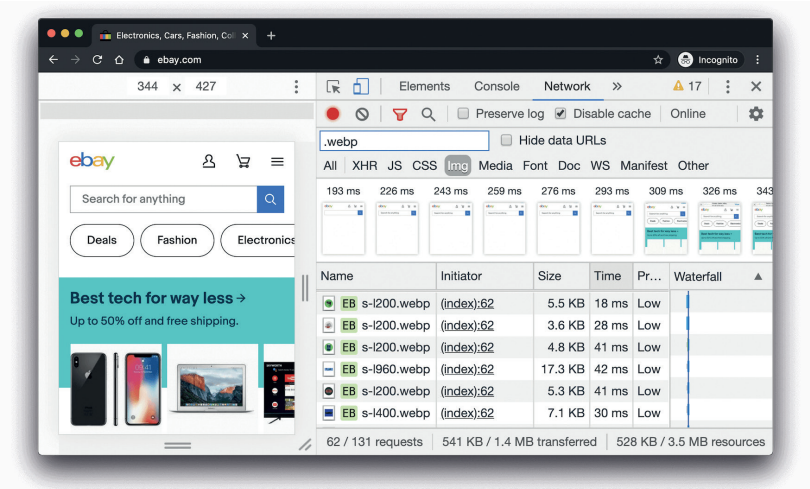 Electronics, Cars, Fashion, Col
ebay.com
Incognito
344 x 427
Elements Console Network
17
Preserve log Disable cache Online
.webp
Hide data URLs
All XHR JS CSS Img Media Font Doc WS Manifest Other
193 ms 226 ms 243 ms 259 ms 276 ms 293 ms 309 ms 326 ms 343
ebay
Search for anything
Deals Fashion Electronics
Best tech for way less →
Up to 50% off and free shipping.
Name Initiator Size Time Pr... Waterfall
EB s-l200.webp (index):62 5.5 KB 18 ms Low
EB s-l200.webp (index):62 3.6 KB 28 ms Low
EB s-l200.webp (index):62 4.8 KB 41 ms Low
EB s-l960.webp (index):62 17.3 KB 42 ms Low
EB s-l200.webp (index):62 5.3 KB 41 ms Low
EB s-l400.webp (index):62 7.1 KB 30 ms Low
62 / 131 requests 541 KB / 1.4 MB transferred 528 KB / 3.5 MB resources